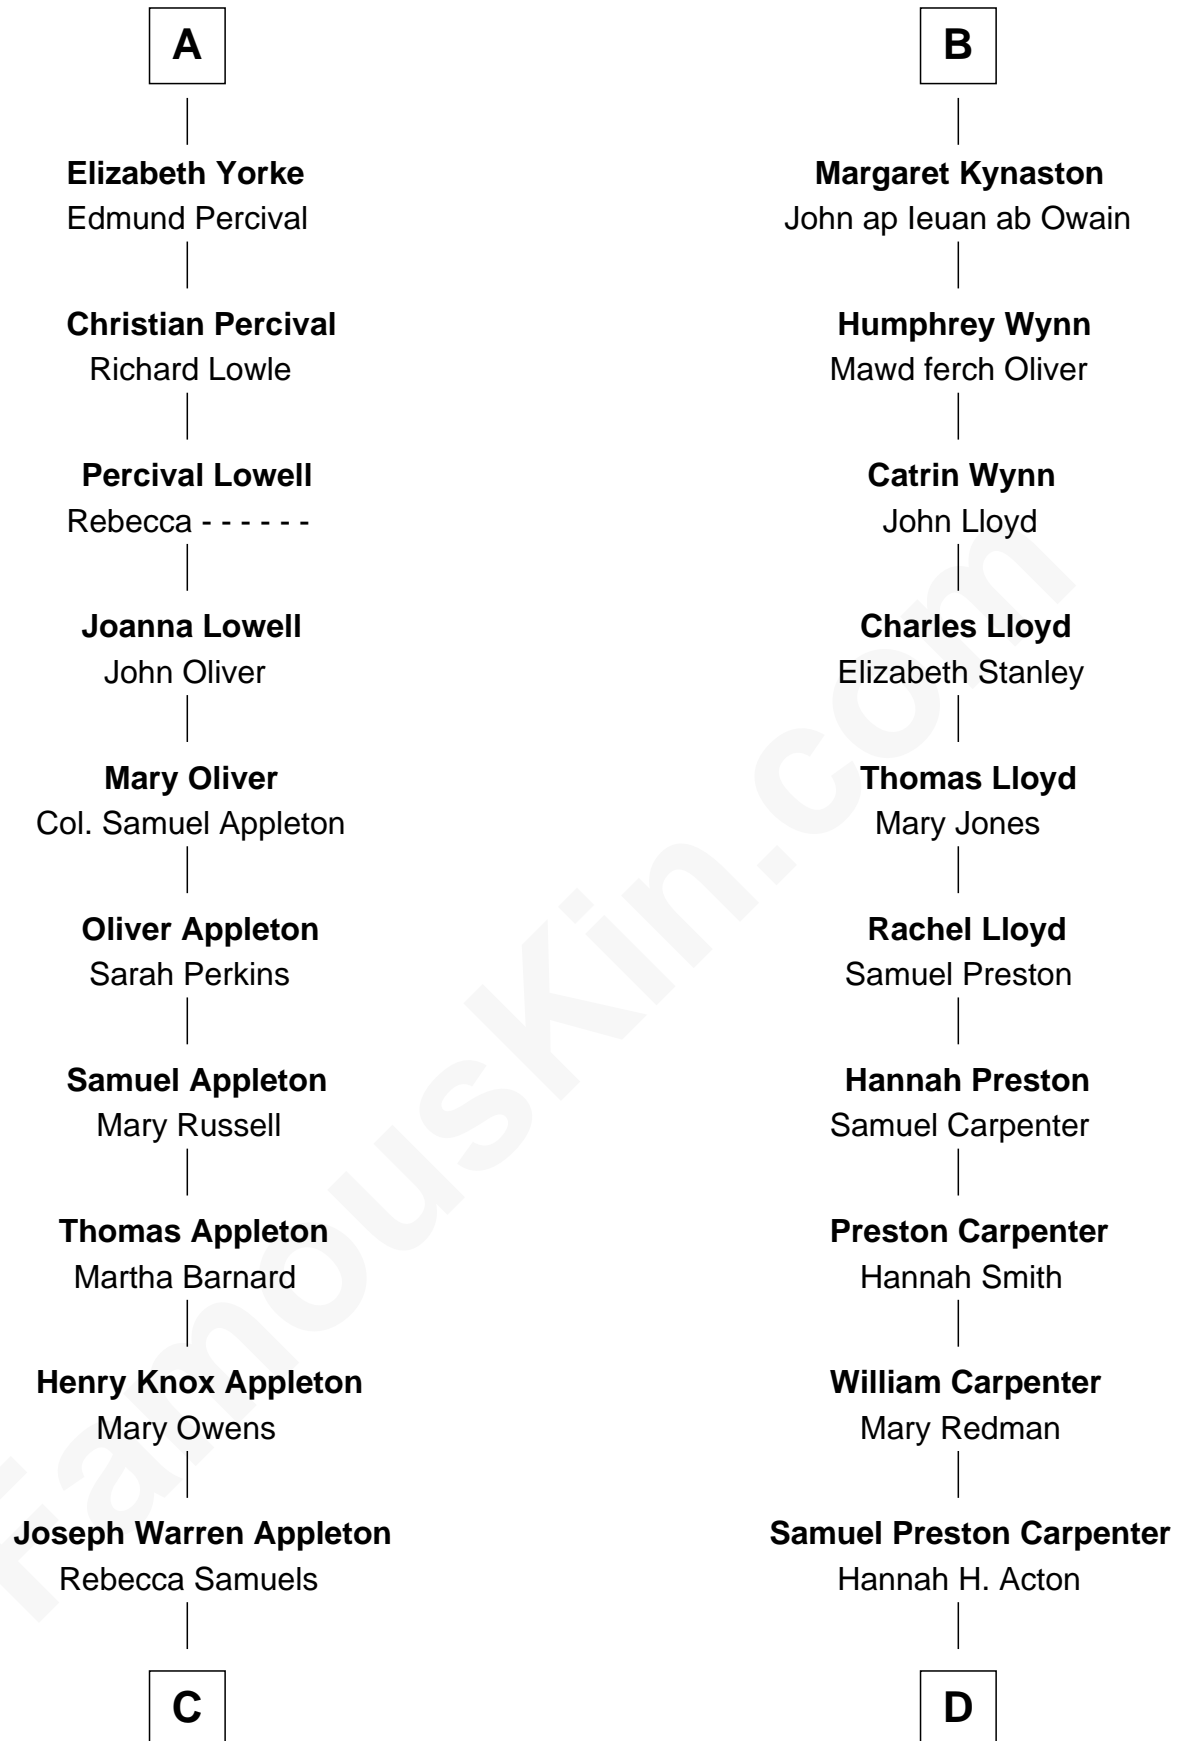 A
Elizabeth Yorke
Edmund Percival
Christian Percival
Richard Lowle
Percival Lowell
Rebecca - - - - - -
Joanna Lowell
John Oliver
Mary Oliver
Col. Samuel Appleton
Oliver Appleton
Sarah Perkins
Samuel Appleton
Mary Russell
Thomas Appleton
Martha Barnard
Henry Knox Appleton
Mary Owens
Joseph Warren Appleton
Rebecca Samuels
C
B
Margaret Kynaston
John ap Ieuan ab Owain
Humphrey Wynn
Mawd ferch Oliver
Catrin Wynn
John Lloyd
Charles Lloyd
Elizabeth Stanley
Thomas Lloyd
Mary Jones
Rachel Lloyd
Samuel Preston
Hannah Preston
Samuel Carpenter
Preston Carpenter
Hannah Smith
William Carpenter
Mary Redman
Samuel Preston Carpenter
Hannah H. Acton
D
FamousKin.com